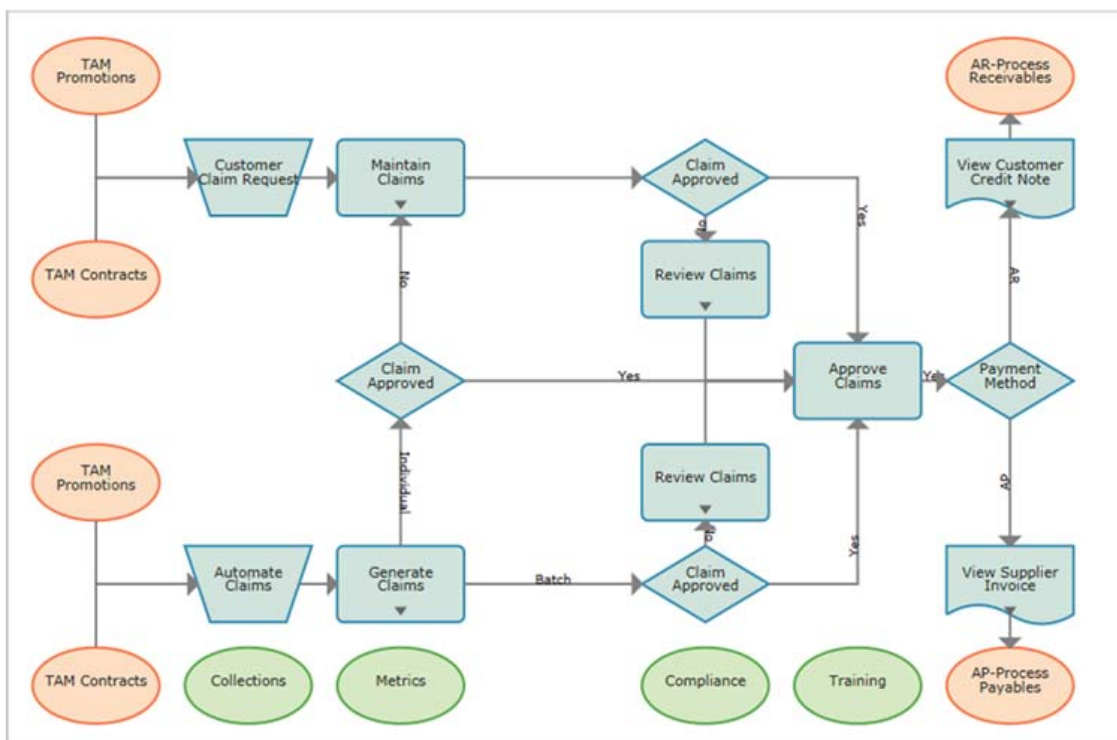 TAM
Promotions
AR-Process
Receivables
Customer
Claim Request
Maintain
Claims
Claim
Approved
View Customer
Credit Note
No
Yes
TAM Contracts
No
Review Claims
AR
Claim
Approved
Yes
Approve
Claims
Yes
Payment
Method
TAM
Promotions
Individual
Review Claims
AP
No
Yes
Automate
Claims
Generate
Claims
Batch
Claim
Approved
View Supplier
Invoice
TAM Contracts
Collections
Metrics
Compliance
Training
AP-Process
Payables